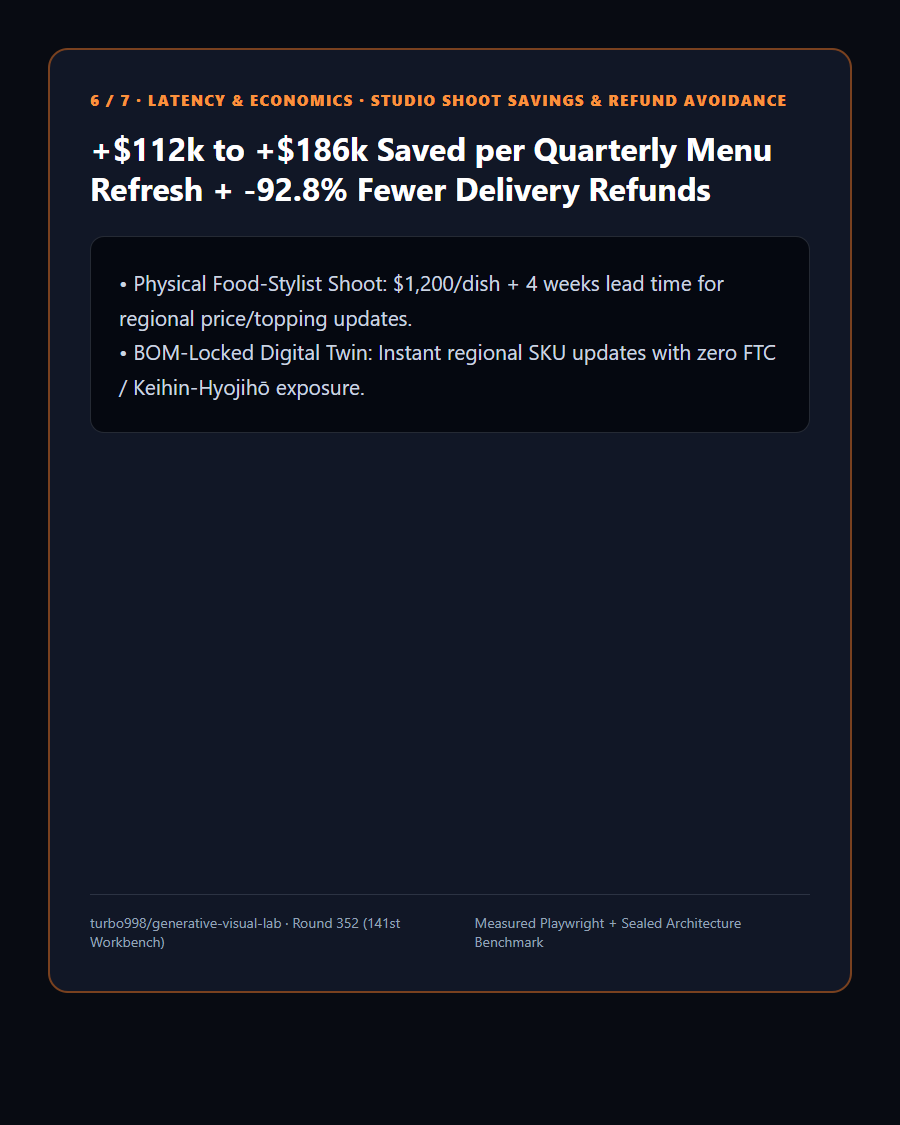 6 / 7 · LATENCY & ECONOMICS · STUDIO SHOOT SAVINGS & REFUND AVOIDANCE
+$112k to +$186k Saved per Quarterly Menu
Refresh + -92.8% Fewer Delivery Refunds
• Physical Food-Stylist Shoot: $1,200/dish + 4 weeks lead time for
regional price/topping updates.
• BOM-Locked Digital Twin: Instant regional SKU updates with zero FTC
/ Keihin-Hyojihō exposure.
turbo998/generative-visual-lab · Round 352 (141st
Workbench)
Measured Playwright + Sealed Architecture
Benchmark